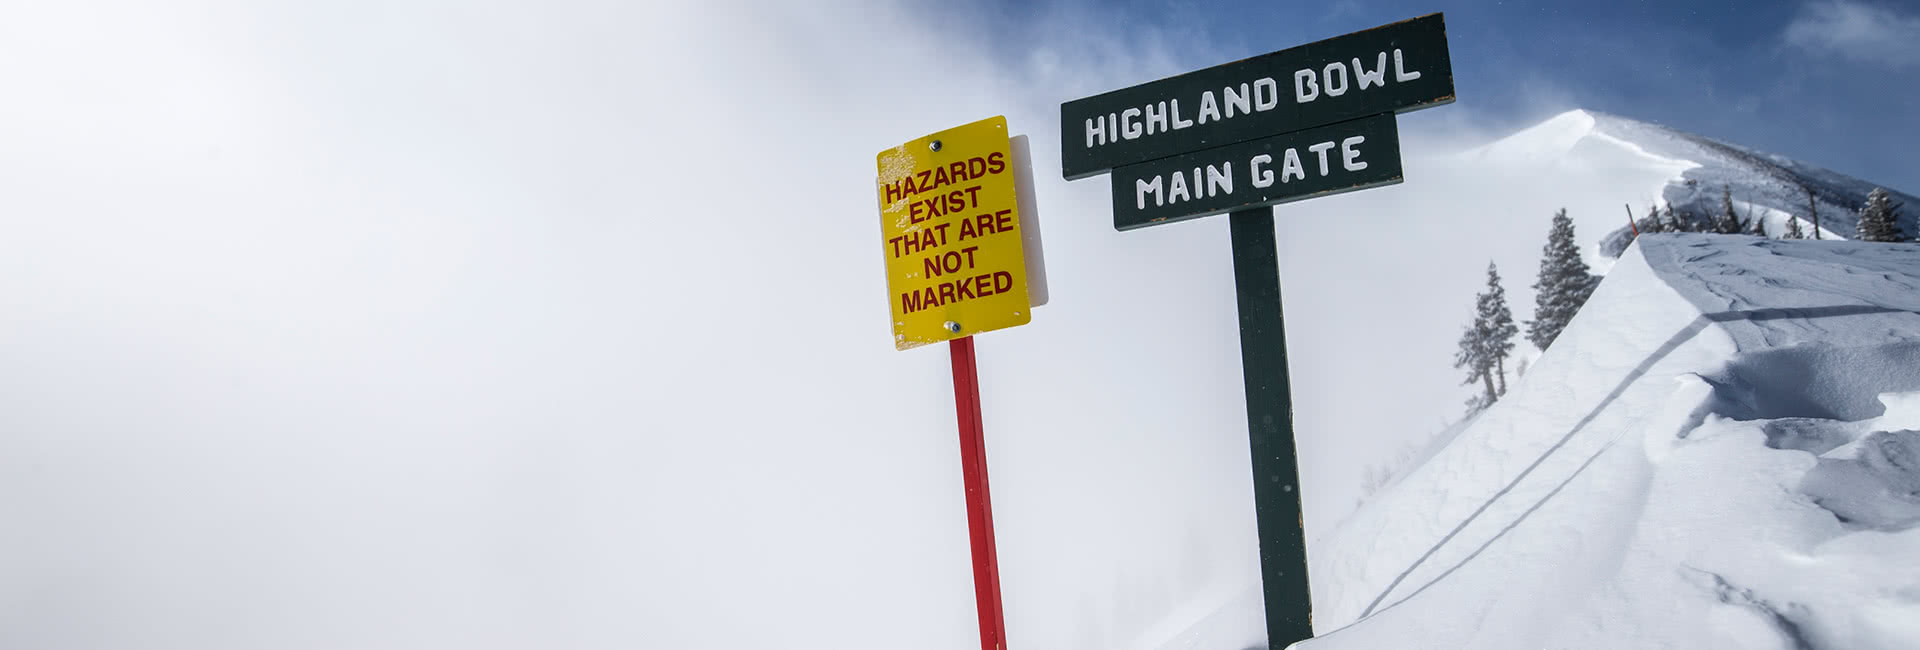 HAZARDS
EXIST
THAT ARE
NOT
MARKED
HIGHLAND BOWL
MAIN GATE